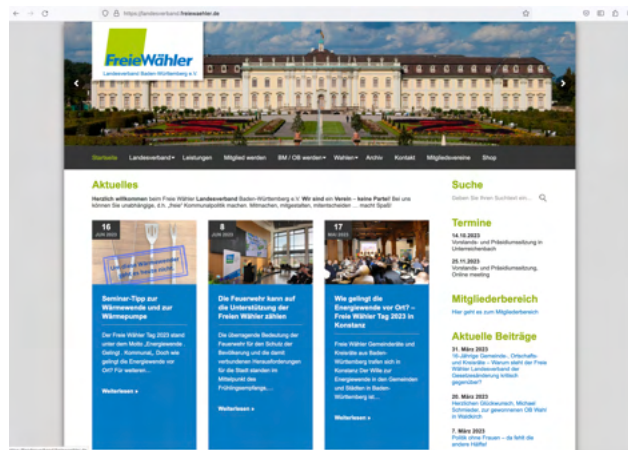 https://landesverband.freiewaehler.de
FreieWähler
Landesverband Baden-Württemberg e.V.
Startseite Landesverband Leistungen Mitglied werden BM / OB werden Wahlen Archiv Kontakt Mitgliedsvereine Shop
Aktuelles
Herzlich willkommen beim Freie Wähler Landesverband Baden-Württemberg e.V. Wir sind ein Verein – keine Partei! Bei uns
können Sie unabhängige, d.h. „freie" Kommunalpolitik machen. Mitmachen, mitgestalten, mitentscheiden … macht Spaß!
16
JUN 2023
Seminar-Tipp zur
Wärmewende und zur
Wärmepumpe
Der Freie Wähler Tag 2023 stand
unter dem Motto „Energiewende.
Gelingt. Kommunal„. Doch wie
gelingt die Energiewende vor
Ort? Für weiteren…
Weiterlesen »
8
JUN 2023
Die Feuerwehr kann auf
die Unterstützung der
Freien Wähler zählen
Die überragende Bedeutung der
Feuerwehr für den Schutz der
Bevölkerung und die damit
verbundenen Herausforderungen
für die Stadt standen im
Mittelpunkt des
Frühlingsempfangs,…
Weiterlesen »
17
MAI 2023
Wie gelingt die
Energiewende vor Ort? –
Freie Wähler Tag 2023 in
Konstanz
Freie Wähler Gemeinderäte und
Kreisräte aus Baden-
Württemberg trafen sich in
Konstanz Der Wille zur
Energiewende in den Gemeinden
und Städten in Baden-
Württemberg ist…
Weiterlesen »
Suche
Geben Sie Ihren Suchtext ein...
Termine
14.10.2023
Vorstands- und Präsidiumssitzung in
Unterreichenbach
25.11.2023
Vorstands- und Präsidiumssitzung,
Online meeting
Mitgliederbereich
Hier geht es zum Mitgliederbereich
Aktuelle Beiträge
31. März 2023
16-Jährige Gemeinde-, Ortschafts-
und Kreisräte – Warum steht der Freie
Wähler Landesverband der
Gesetzesänderung kritisch
gegenüber?
20. März 2023
Herzlichen Glückwunsch, Michael
Schmieder, zur gewonnenen OB Wahl
in Waldkirch
7. März 2023
Politik ohne Frauen – da fehlt die
andere Hälfte!